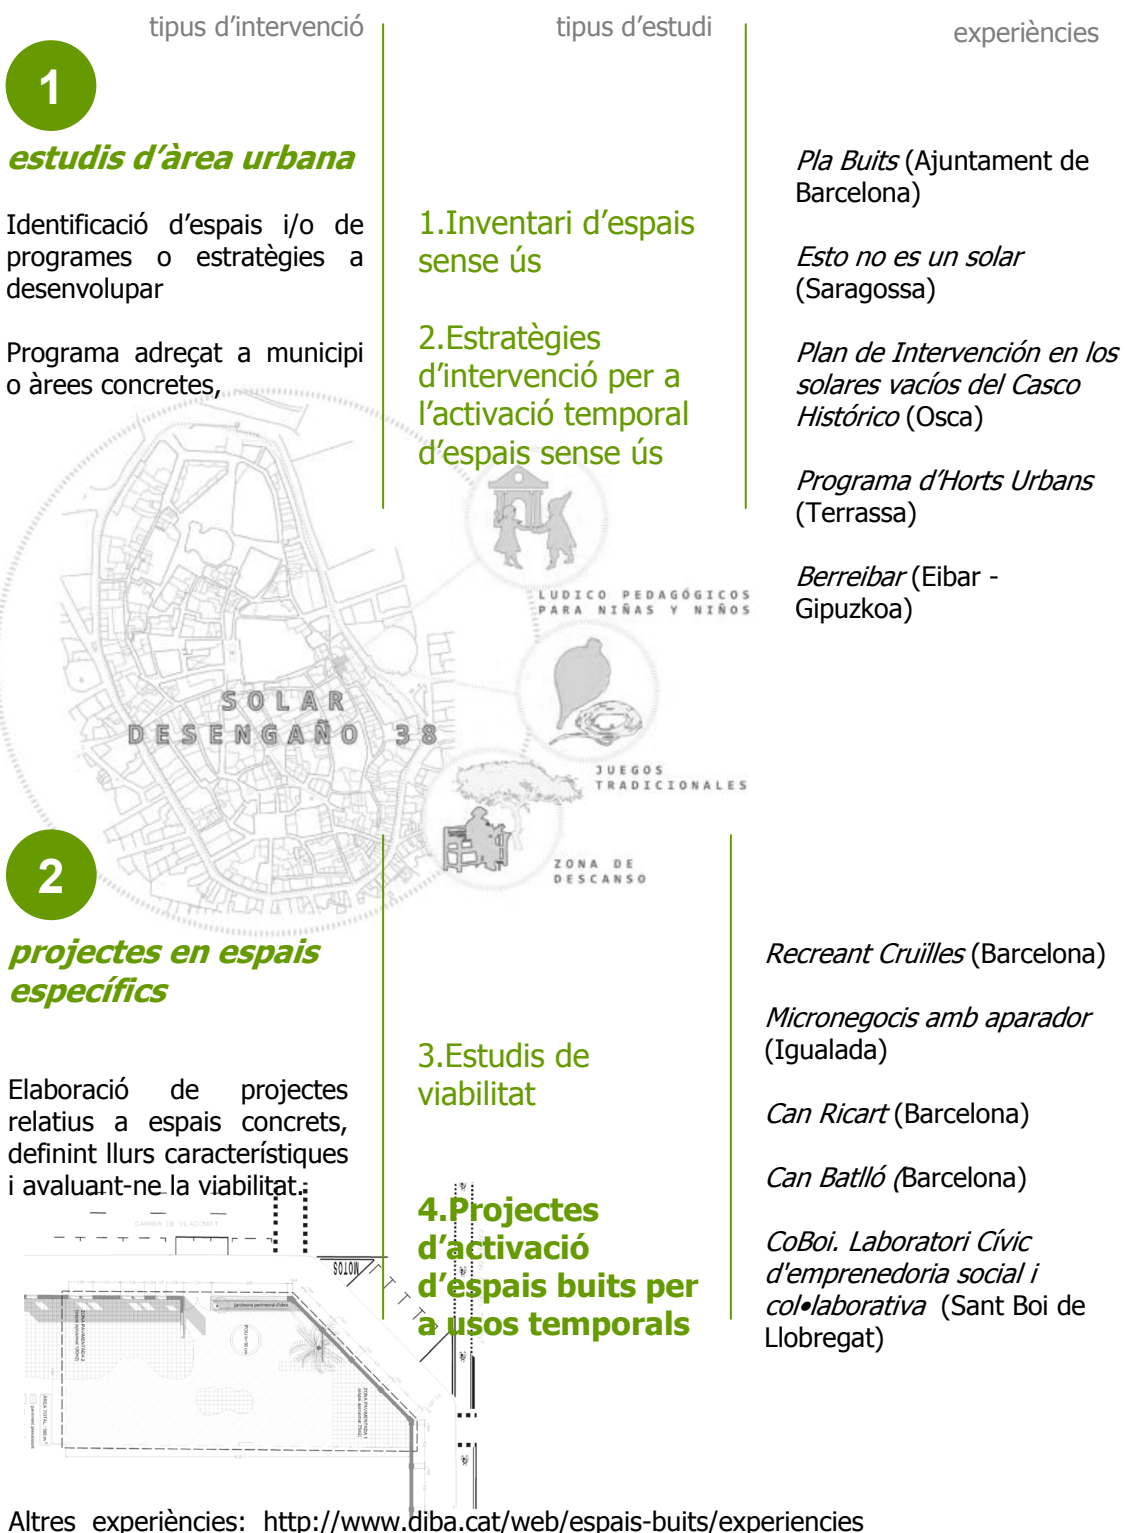 tipus d’intervenció
tipus d’estudi
experiències
1
estudis d’àrea urbana
Identificació d’espais i/o de
programes o estratègies a
desenvolupar
Programa adreçat a municipi
o àrees concretes,
1.Inventari d’espais
sense ús
2.Estratègies
d’intervenció per a
l’activació temporal
d’espais sense ús
Pla Buits (Ajuntament de
Barcelona)
Esto no es un solar
(Saragossa)
Plan de Intervención en los
solares vacíos del Casco
Histórico (Osca)
Programa d’Horts Urbans
(Terrassa)
Berreibar (Eibar -
Gipuzkoa)
LUDICO PEDAGÓGICOS
PARA NIÑAS Y NIÑOS
SOLAR
DESENGAÑO 38
JUEGOS
TRADICIONALES
ZONA DE
DESCANSO
2
projectes en espais
específics
Elaboració de projectes
relatius a espais concrets,
definint llurs característiques
i avaluant-ne la viabilitat.
3.Estudis de
viabilitat
4.Projectes
d’activació
d’espais buits per
a usos temporals
Recreant Cruïlles (Barcelona)
Micronegocis amb aparador
(Igualada)
Can Ricart (Barcelona)
Can Batlló (Barcelona)
CoBoi. Laboratori Cívic
d'emprenedoria social i
col•laborativa (Sant Boi de
Llobregat)
CARRER DE VILADOMAT
MOTOS
Altres experiències: http://www.diba.cat/web/espais-buits/experiencies